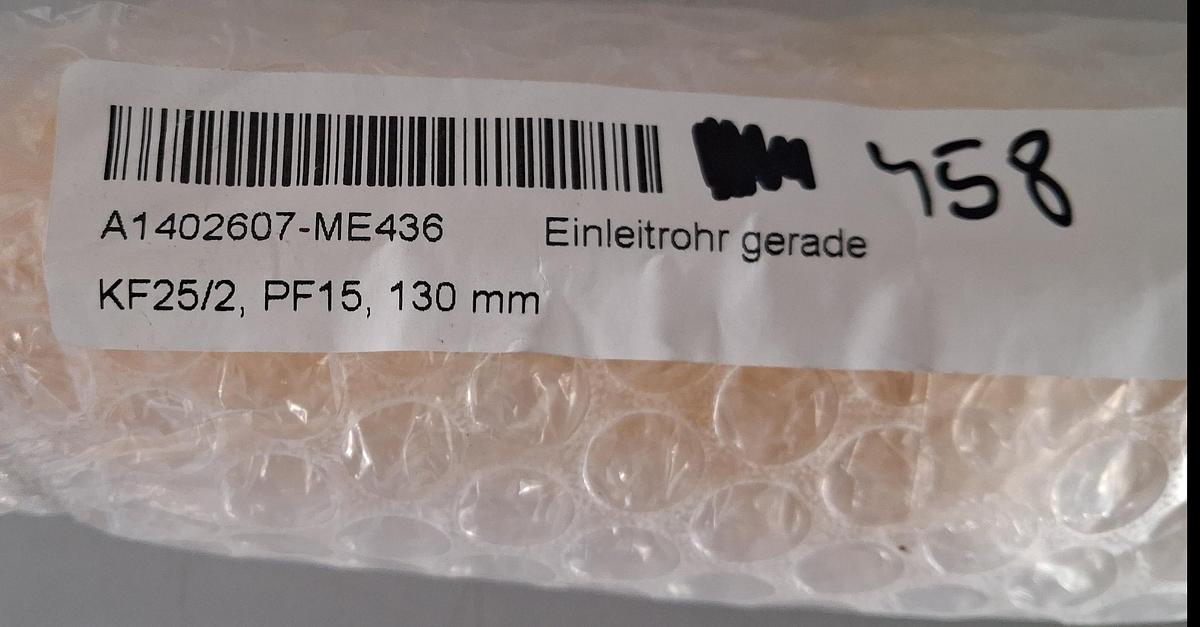 458
A1402607-ME436 Einleitrohr gerade
KF25/2, PF15, 130 mm